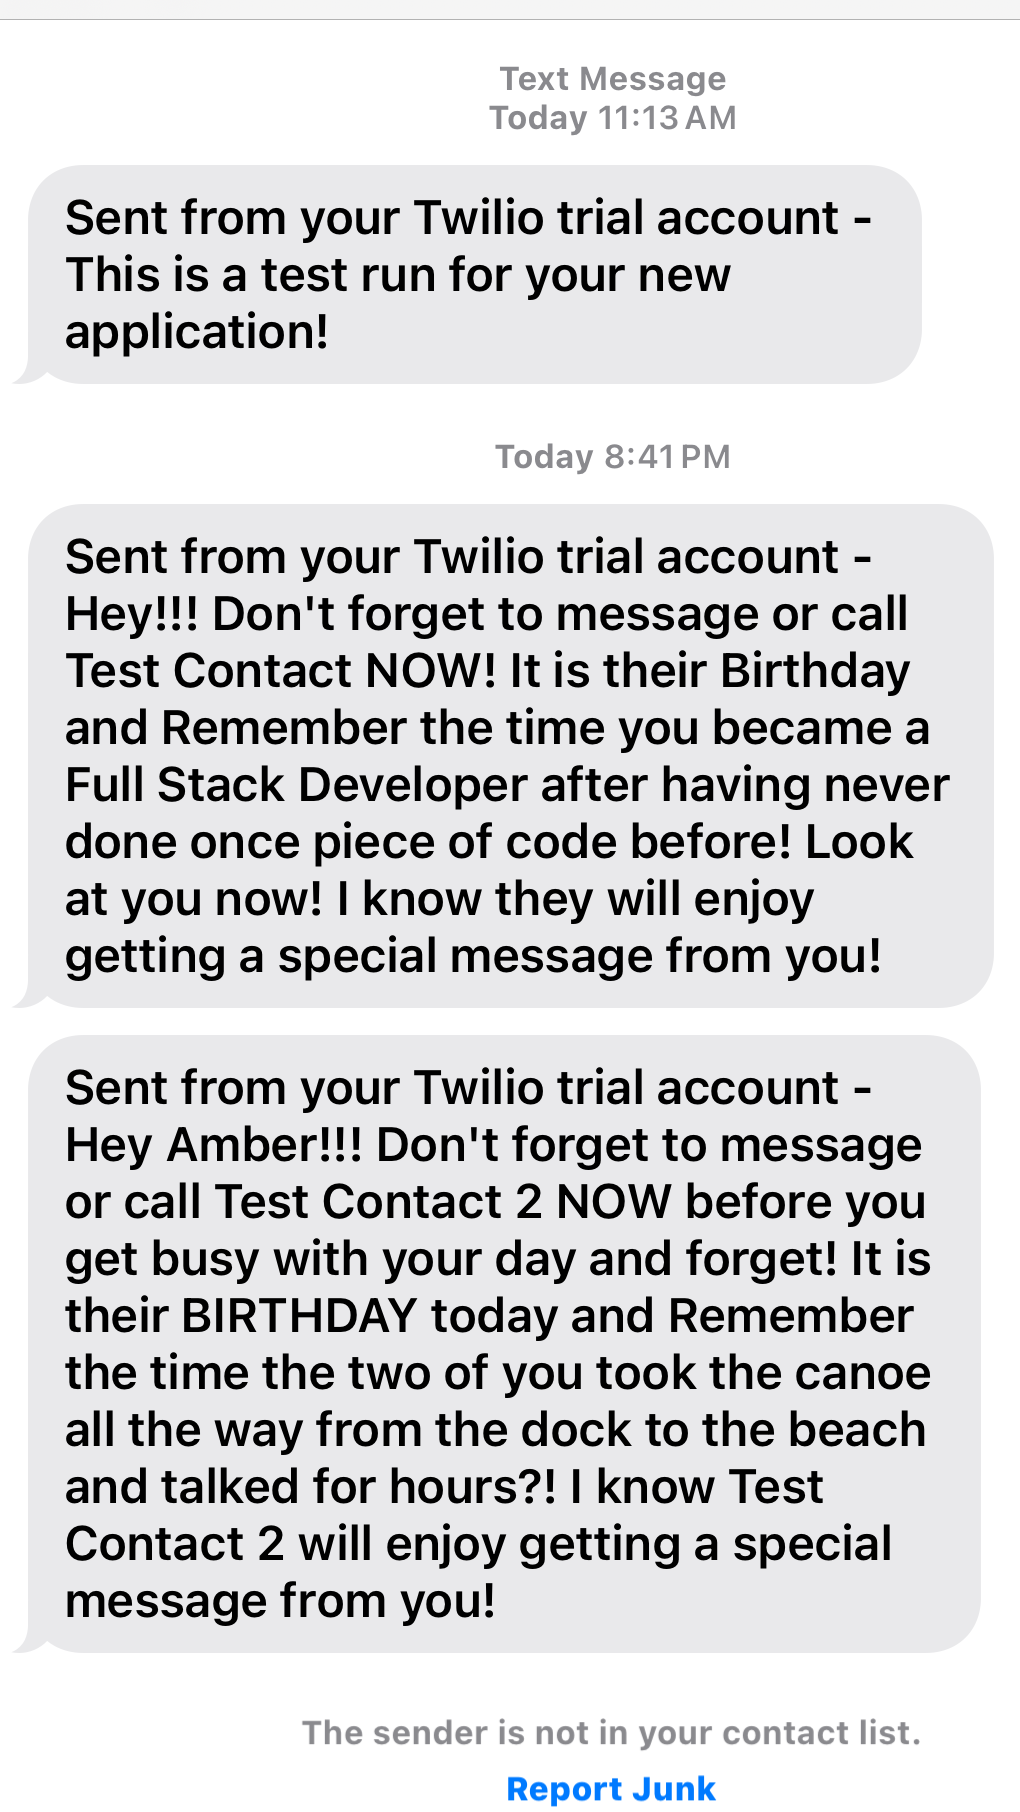 Text Message
Today 11:13 AM
Sent from your Twilio trial account -
This is a test run for your new
application!
Today 8:41 PM
Sent from your Twilio trial account -
Hey!!! Don't forget to message or call
Test Contact NOW! It is their Birthday
and Remember the time you became a
Full Stack Developer after having never
done once piece of code before! Look
at you now! I know they will enjoy
getting a special message from you!
Sent from your Twilio trial account -
Hey Amber!!! Don't forget to message
or call Test Contact 2 NOW before you
get busy with your day and forget! It is
their BIRTHDAY today and Remember
the time the two of you took the canoe
all the way from the dock to the beach
and talked for hours?! I know Test
Contact 2 will enjoy getting a special
message from you!
The sender is not in your contact list.
Report Junk